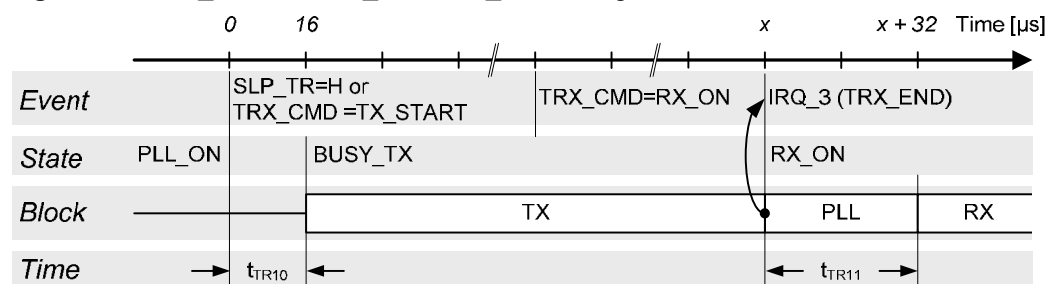 0 16 x x + 32 Time [µs]
Event SLP_TR=H or
TRX_CMD =TX_START TRX_CMD=RX_ON IRQ_3 (TRX_END)
State PLL_ON BUSY_TX RX_ON
Block TX PLL RX
Time tTR10 tTR11